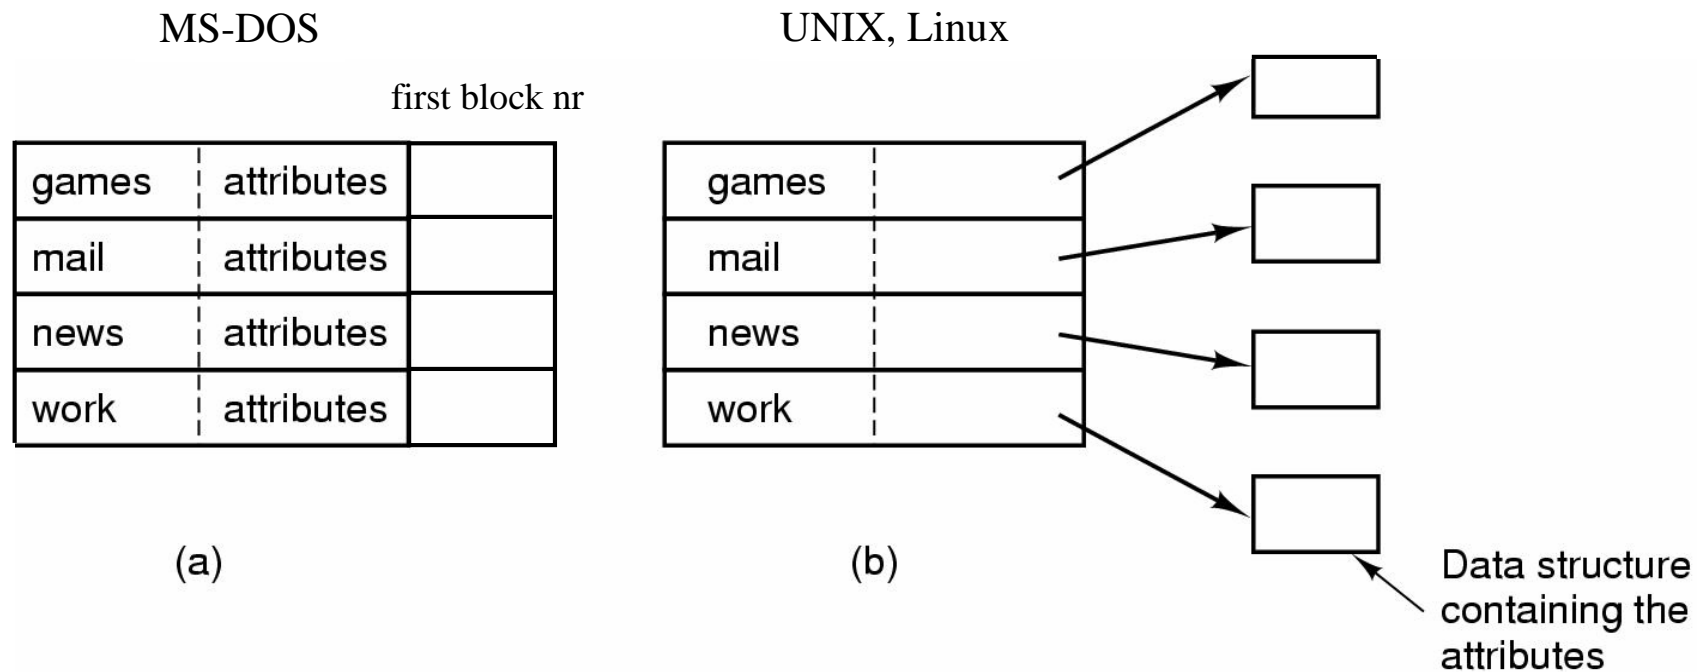 MS-DOS
UNIX, Linux
first block nr
games attributes
mail attributes
news attributes
work attributes
games
mail
news
work
(a)
(b)
Data structure
containing the
attributes